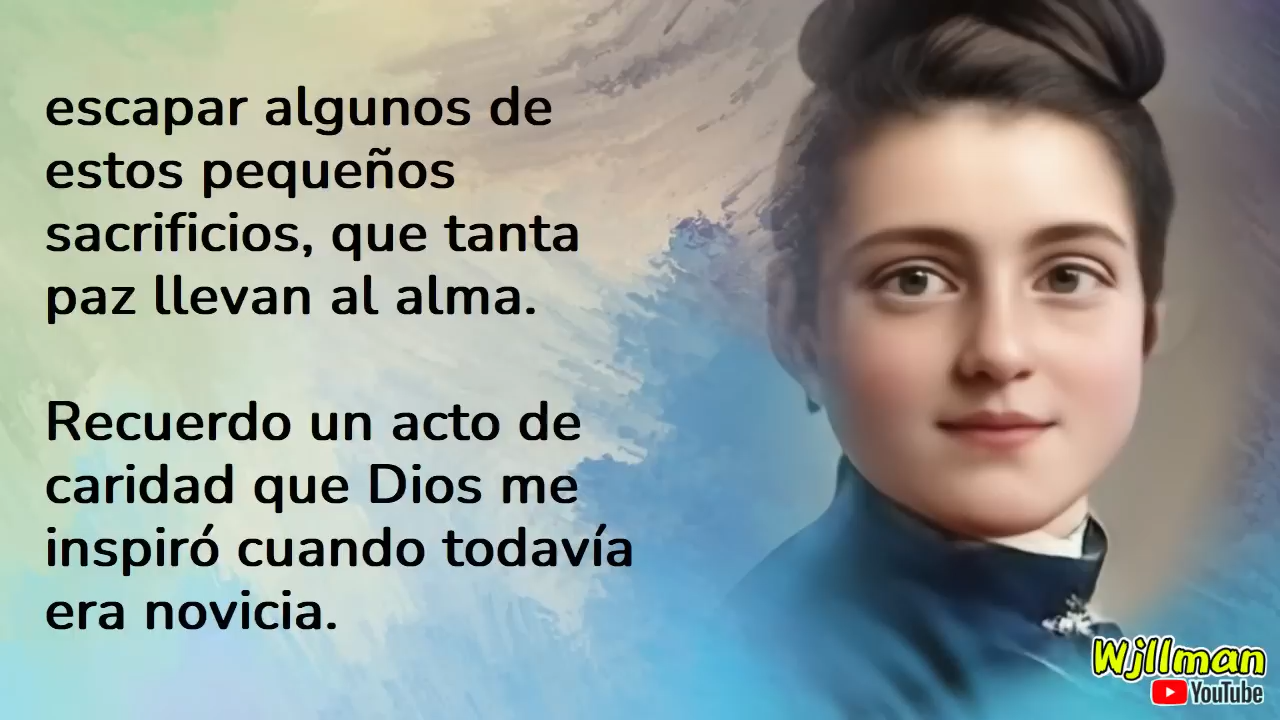 escapar algunos de
estos pequeños
sacrificios, que tanta
paz llevan al alma.
Recuerdo un acto de
caridad que Dios me
inspiró cuando todavía
era novicia.
Wjllman
YouTube